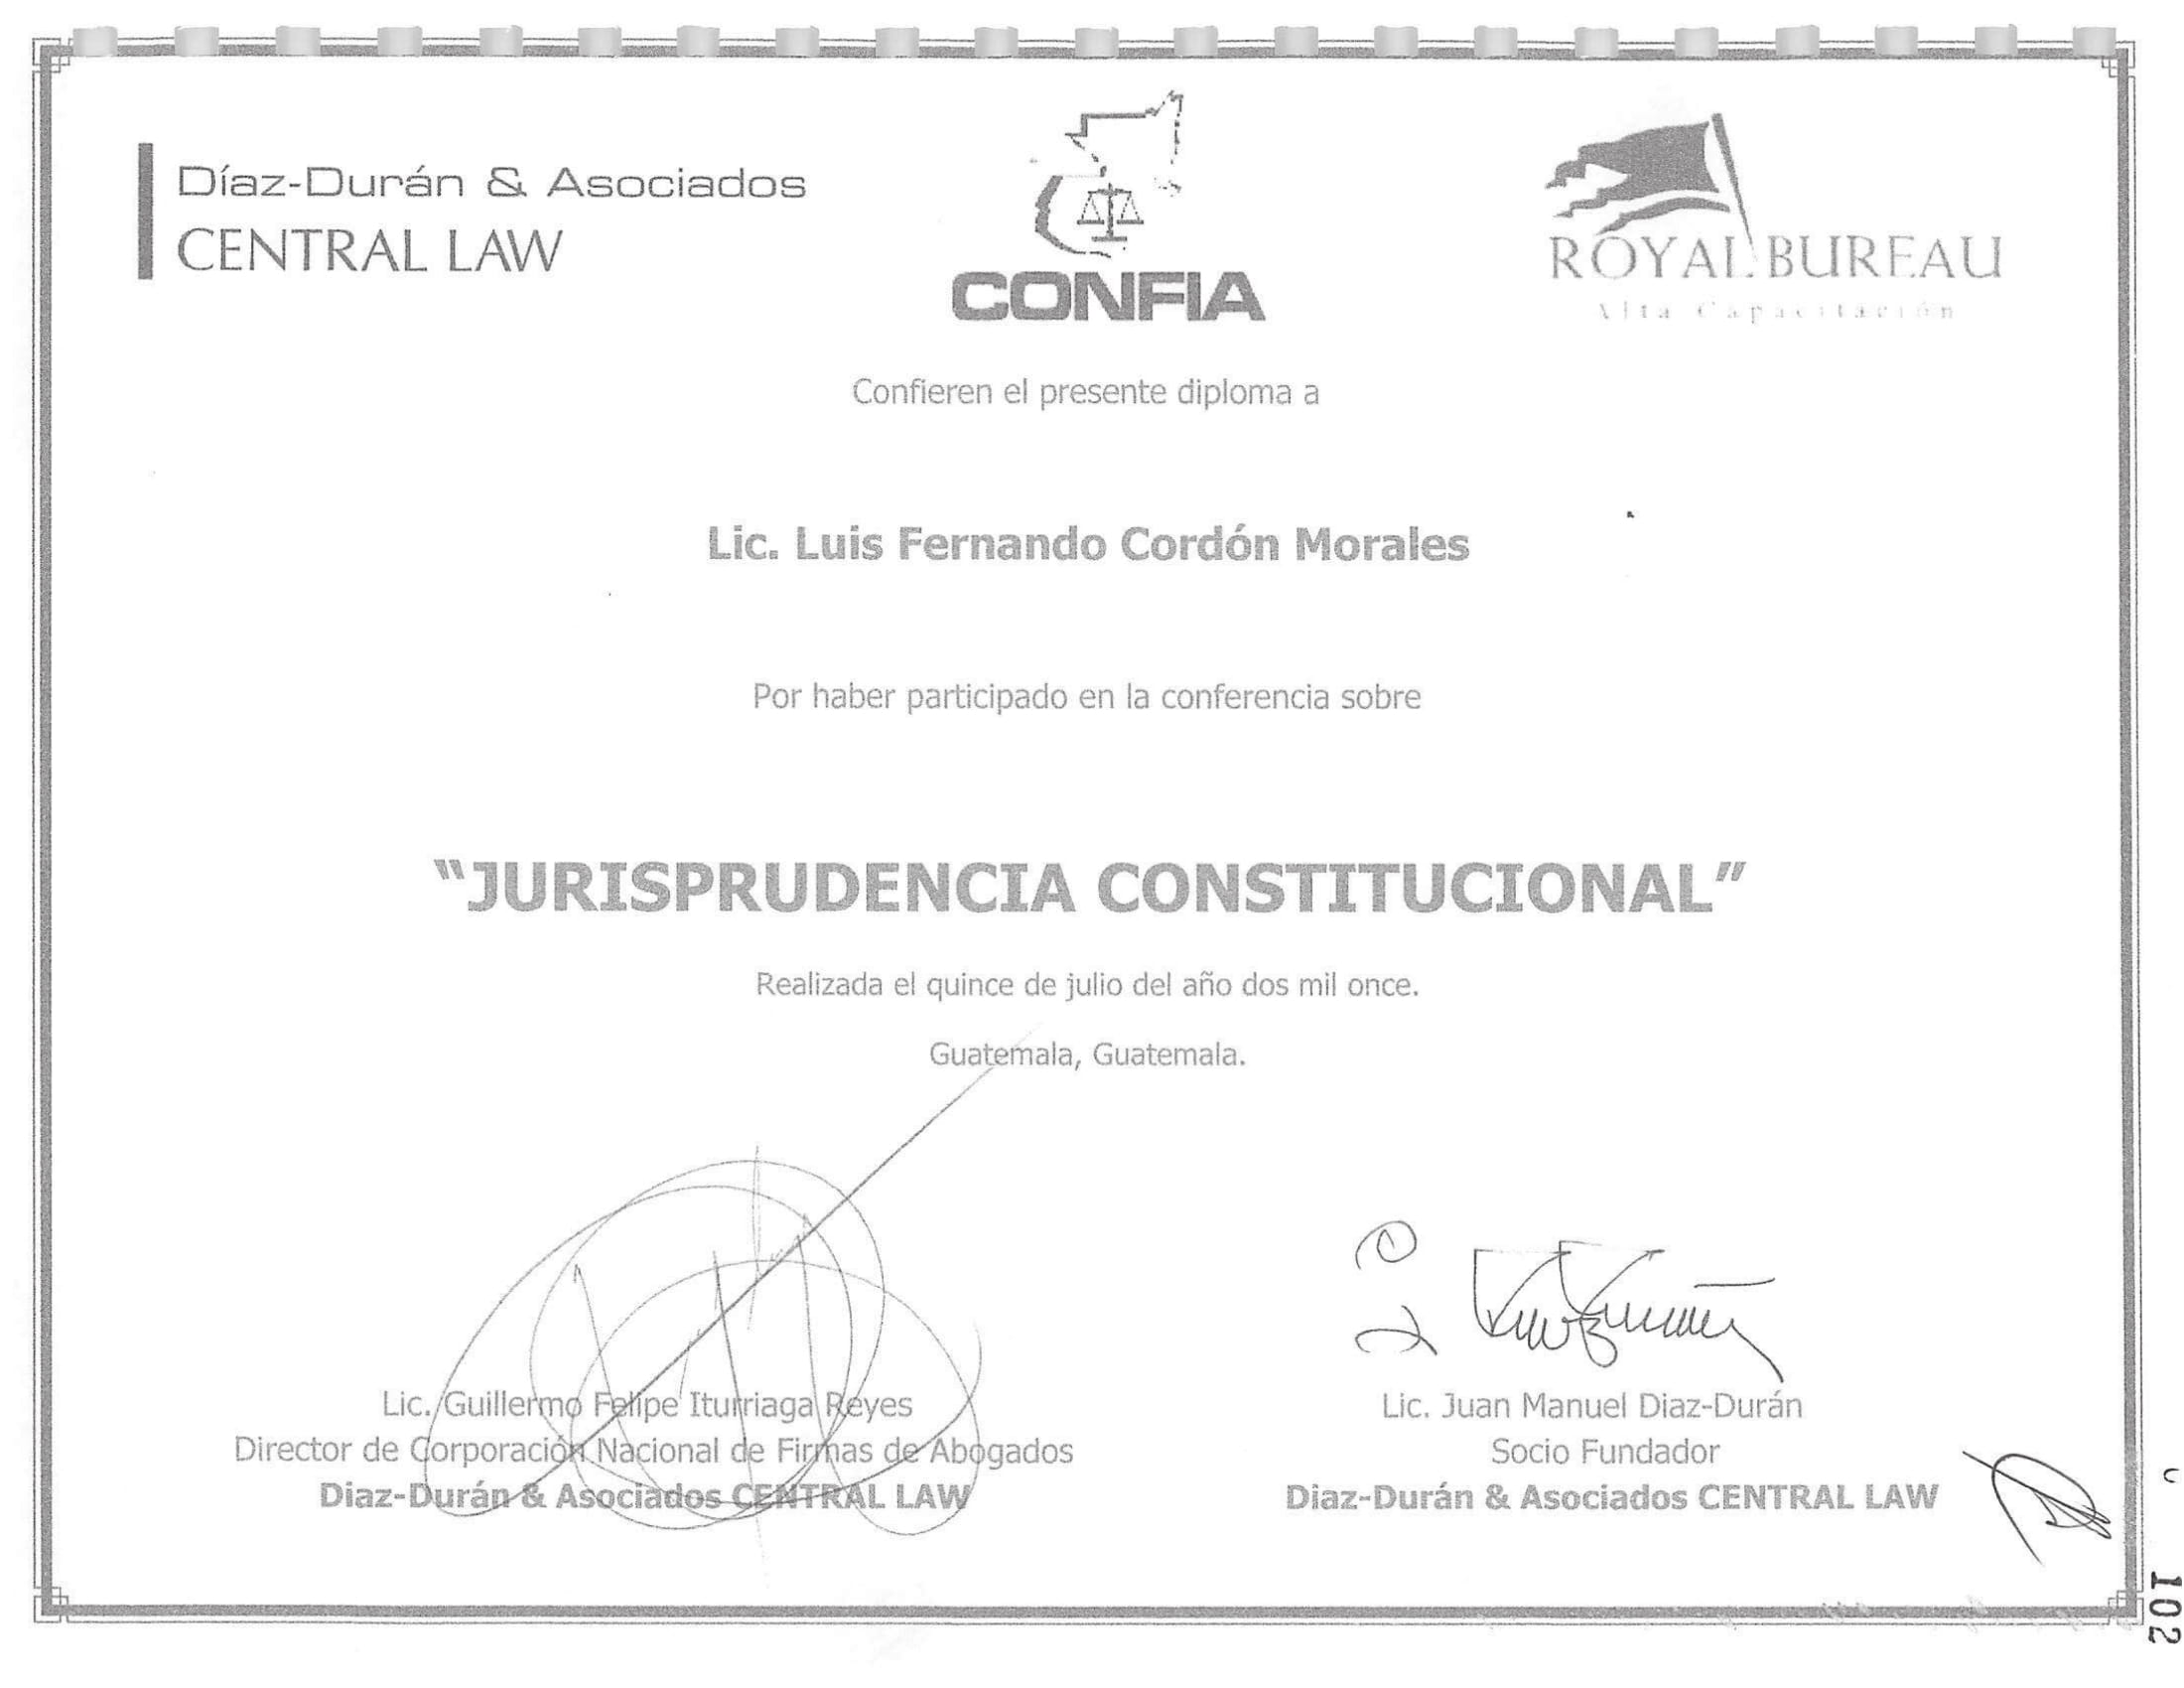 Díaz-Durán & Asociados
CENTRAL LAW
CONFIA
ROYAL BUREAU
Alta Capacitación
Confieren el presente diploma a
Lic. Luis Fernando Cordón Morales
Por haber participado en la conferencia sobre
"JURISPRUDENCIA CONSTITUCIONAL"
Realizada el quince de julio del año dos mil once.
Guatemala, Guatemala.
Lic. Guillermo Felipe Iturriaga Reyes
Director de Corporación Nacional de Firmas de Abogados
Diaz-Durán & Asociados CENTRAL LAW
Lic. Juan Manuel Diaz-Durán
Socio Fundador
Diaz-Durán & Asociados CENTRAL LAW
102